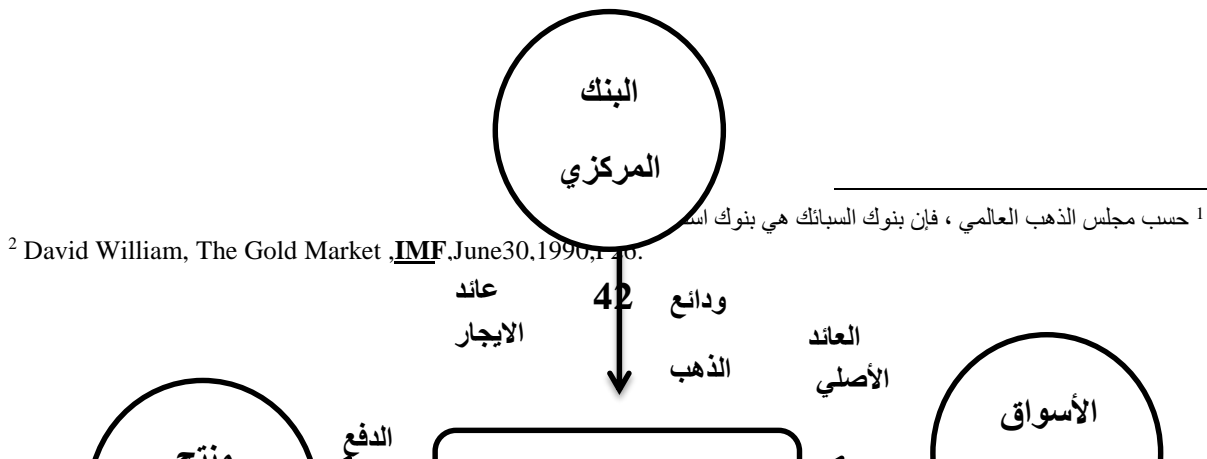 البنك
المركزي
1 حسب مجلس الذهب العالمي ، فإن بنوك السبائك هي بنوك
2 David William, The Gold Market ,IMF,June30,1990,
ودائع
الذهب
42
عائد
الايجار
العائد
الأصلي
الأسواق
الدفع
منتج